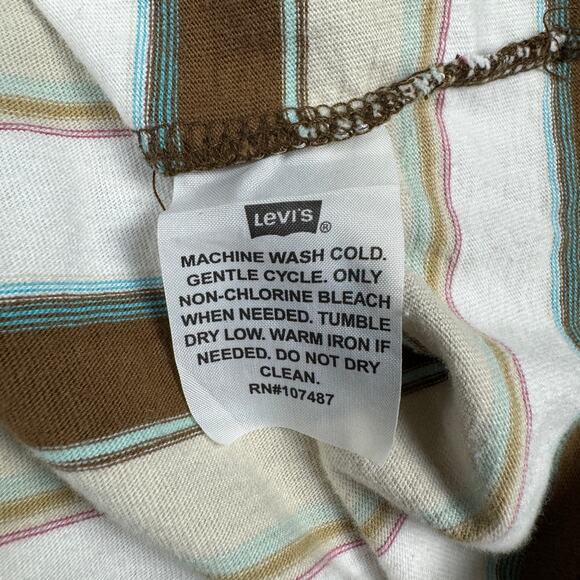 Levi's ®
MACHINE WASH COLD.
GENTLE CYCLE. ONLY
NON-CHLORINE BLEACH
WHEN NEEDED. TUMBLE
DRY LOW. WARM IRON IF
NEEDED. DO NOT DRY
CLEAN.
RN#107487